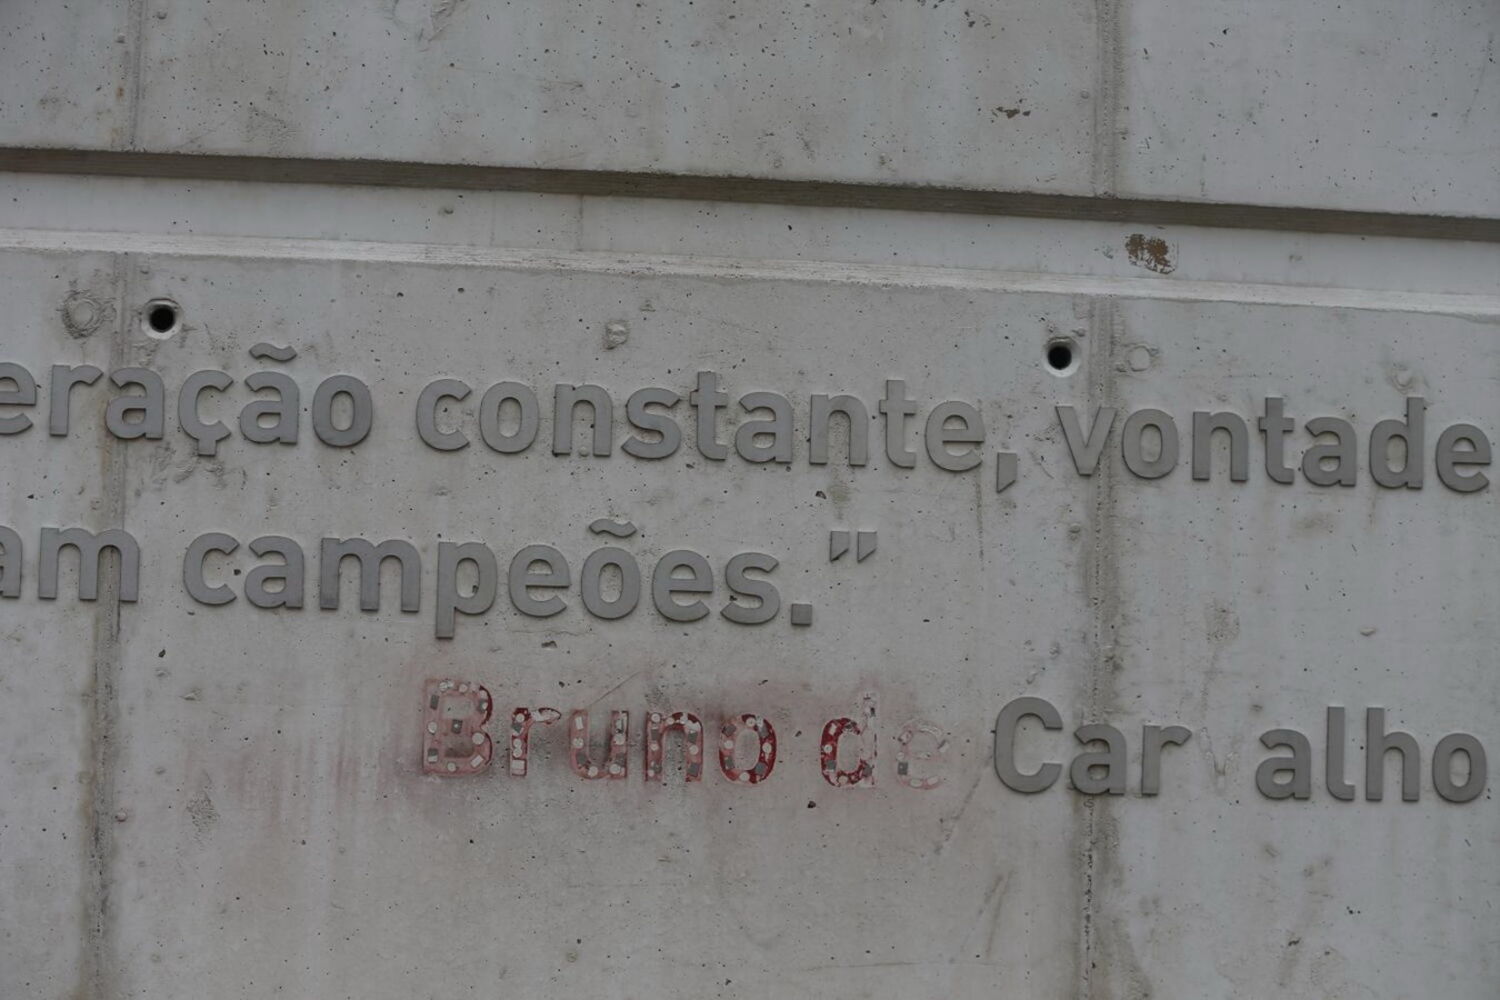 eração constante, vontade
am campeões.”
Bruno de Carvalho